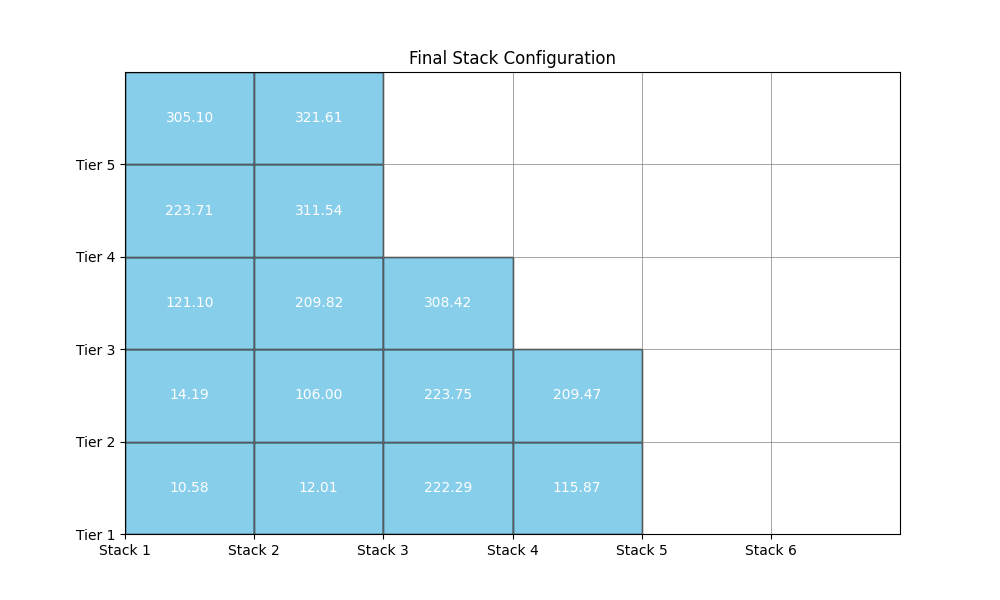 Final Stack Configuration
305.10 321.61
Tier 5
223.71 311.54
Tier 4
121.10 209.82 308.42
Tier 3
14.19 106.00 223.75 209.47
Tier 2
10.58 12.01 222.29 115.87
Tier 1
Stack 1 Stack 2 Stack 3 Stack 4 Stack 5 Stack 6